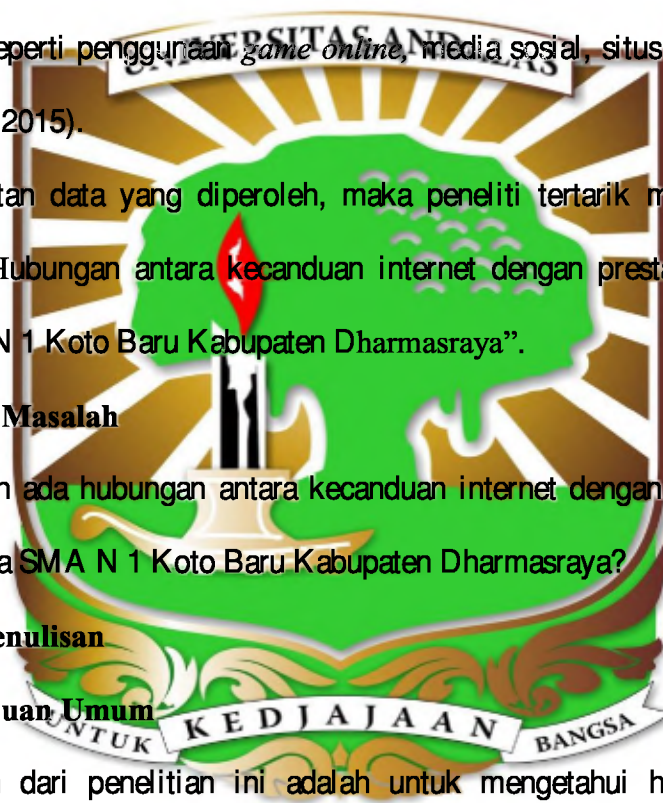 UNIVERSITAS ANDALAS
eperti penggunaan game online, media sosial, situs
2015).
tan data yang diperoleh, maka peneliti tertarik m
Hubungan antara kecanduan internet dengan presta
N 1 Koto Baru Kabupaten Dharmasraya”.
Masalah
n ada hubungan antara kecanduan internet dengan
a SMA N 1 Koto Baru Kabupaten Dharmasraya?
enulisan
uan Umum
UNTUK KEDJAJAAN BANGSA
dari penelitian ini adalah untuk mengetahui h